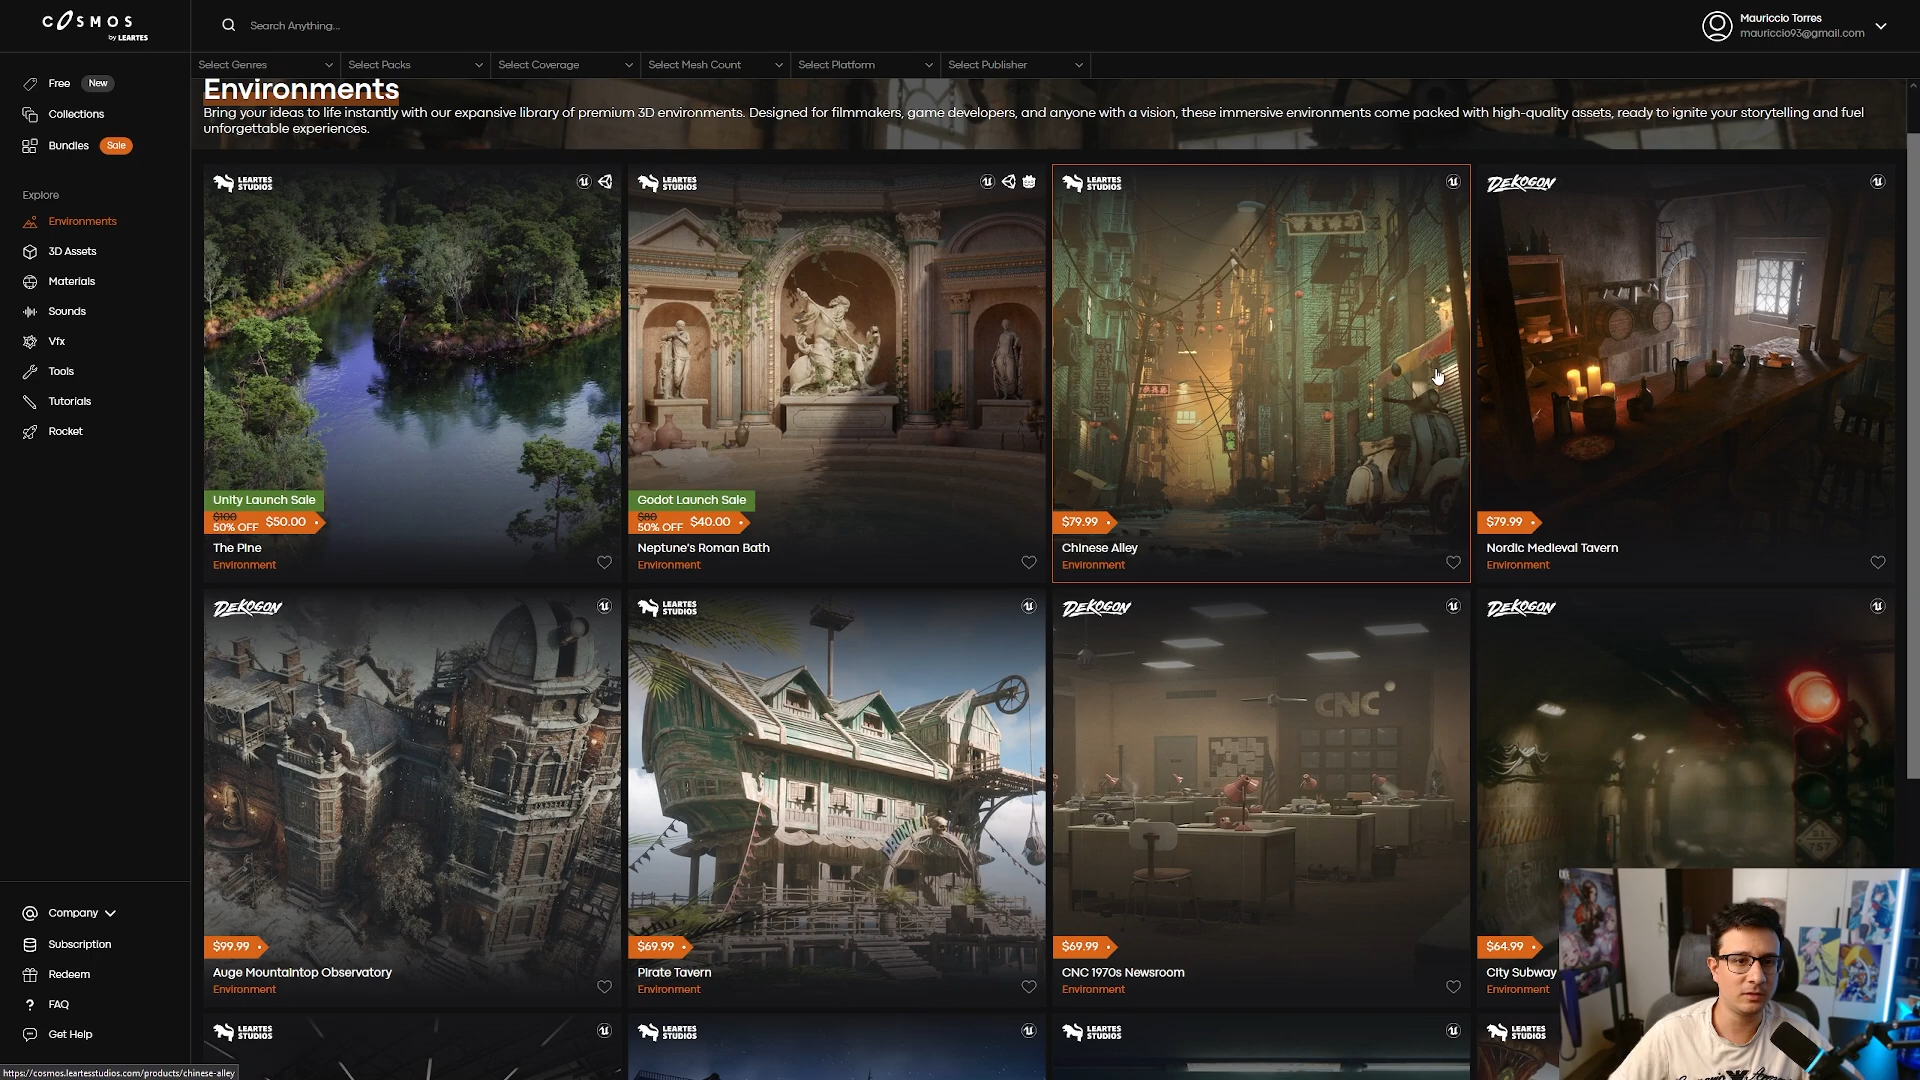 COSMOS
by LEARTES
Search Anything...
Mauriccio Torres
mauriccio93@gmail.com
Select Genres
Select Packs
Select Coverage
Select Mesh Count
Select Platform
Select Publisher
Free
New
Collections
Bundles
Sale
Explore
Environments
3D Assets
Materials
Sounds
Vfx
Tools
Tutorials
Rocket
Company
Subscription
Redeem
FAQ
Get Help
https://cosmos.leartesstudios.com/products/chinese-alley
Environments
Bring your ideas to life instantly with our expansive library of premium 3D environments. Designed for filmmakers, game developers, and anyone with a vision, these immersive environments come packed with high-quality assets, ready to ignite your storytelling and fuel
unforgettable experiences.
LEARTES
STUDIOS
Unity Launch Sale
$100
50% OFF
$50.00
The Pine
Environment
LEARTES
STUDIOS
Godot Launch Sale
$80
50% OFF
$40.00
Neptune's Roman Bath
Environment
LEARTES
STUDIOS
$79.99
Chinese Alley
Environment
DEKOGON
$79.99
Nordic Medieval Tavern
Environment
DEKOGON
$99.99
Auge Mountaintop Observatory
Environment
LEARTES
STUDIOS
$69.99
Pirate Tavern
Environment
DEKOGON
CNC
$69.99
CNC 1970s Newsroom
Environment
DEKOGON
757
$64.99
City Subway
Environment
LEARTES
STUDIOS
LEARTES
STUDIOS
LEARTES
STUDIOS
LEARTES
STUDIOS